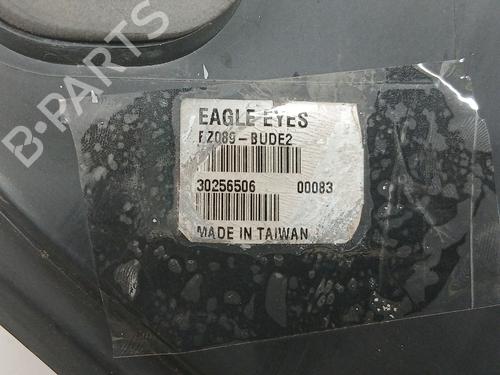 B-PARTS
EAGLE EYES
FZ089-BUDE2
30256506 00083
MADE IN TAIWAN